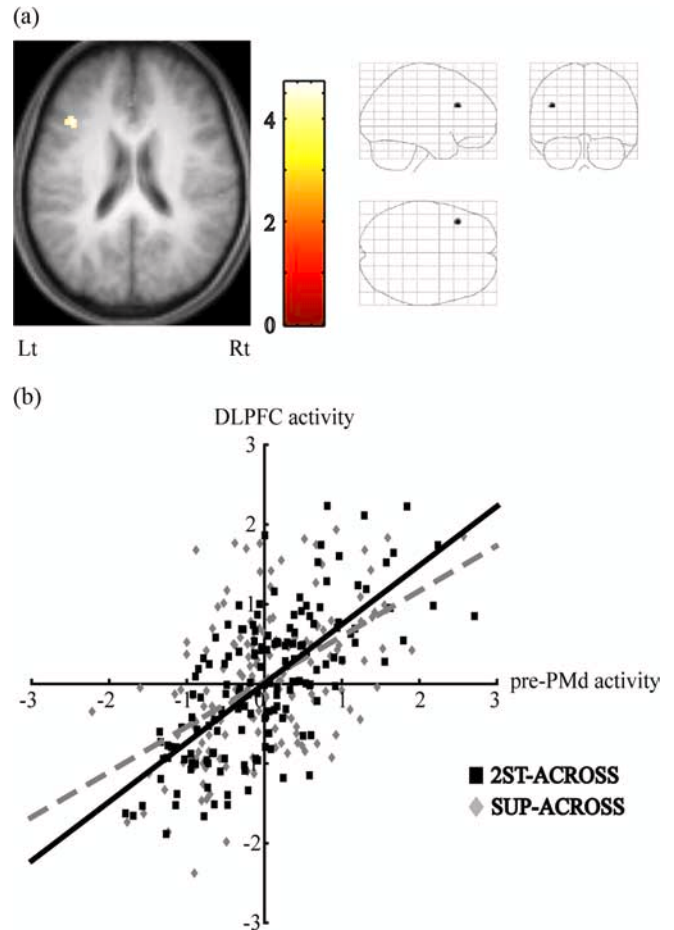 (a)
4
2
0
Lt Rt
(b)
DLPFC activity
3
2
1
-3 -2 -1 0 1 2 3 pre-PMd activity
-1
-2
-3
2ST-ACROSS
SUP-ACROSS